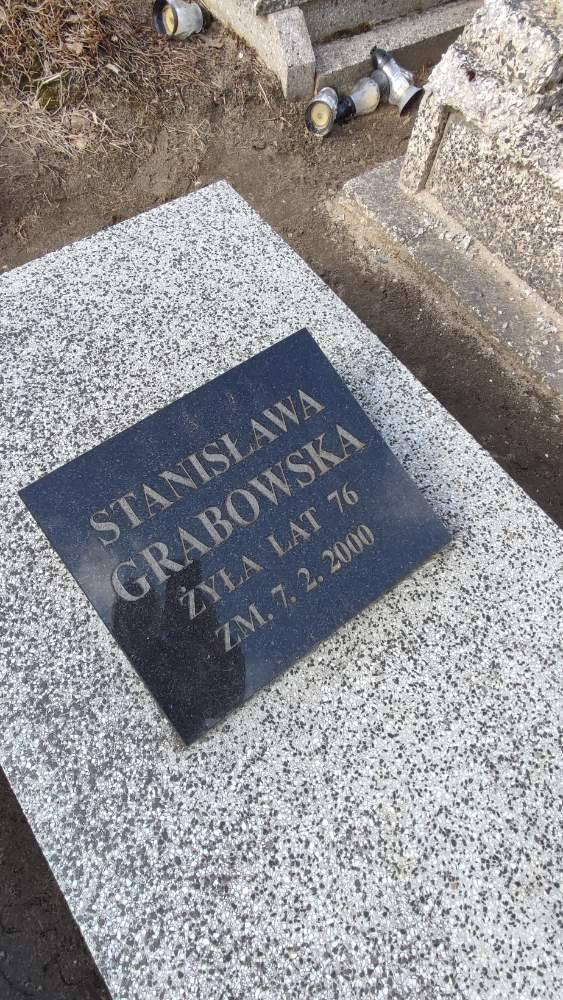 STANISŁAWA
GRABOWSKA
ŻYŁA LAT 76
ZM. 7. 2. 2000.